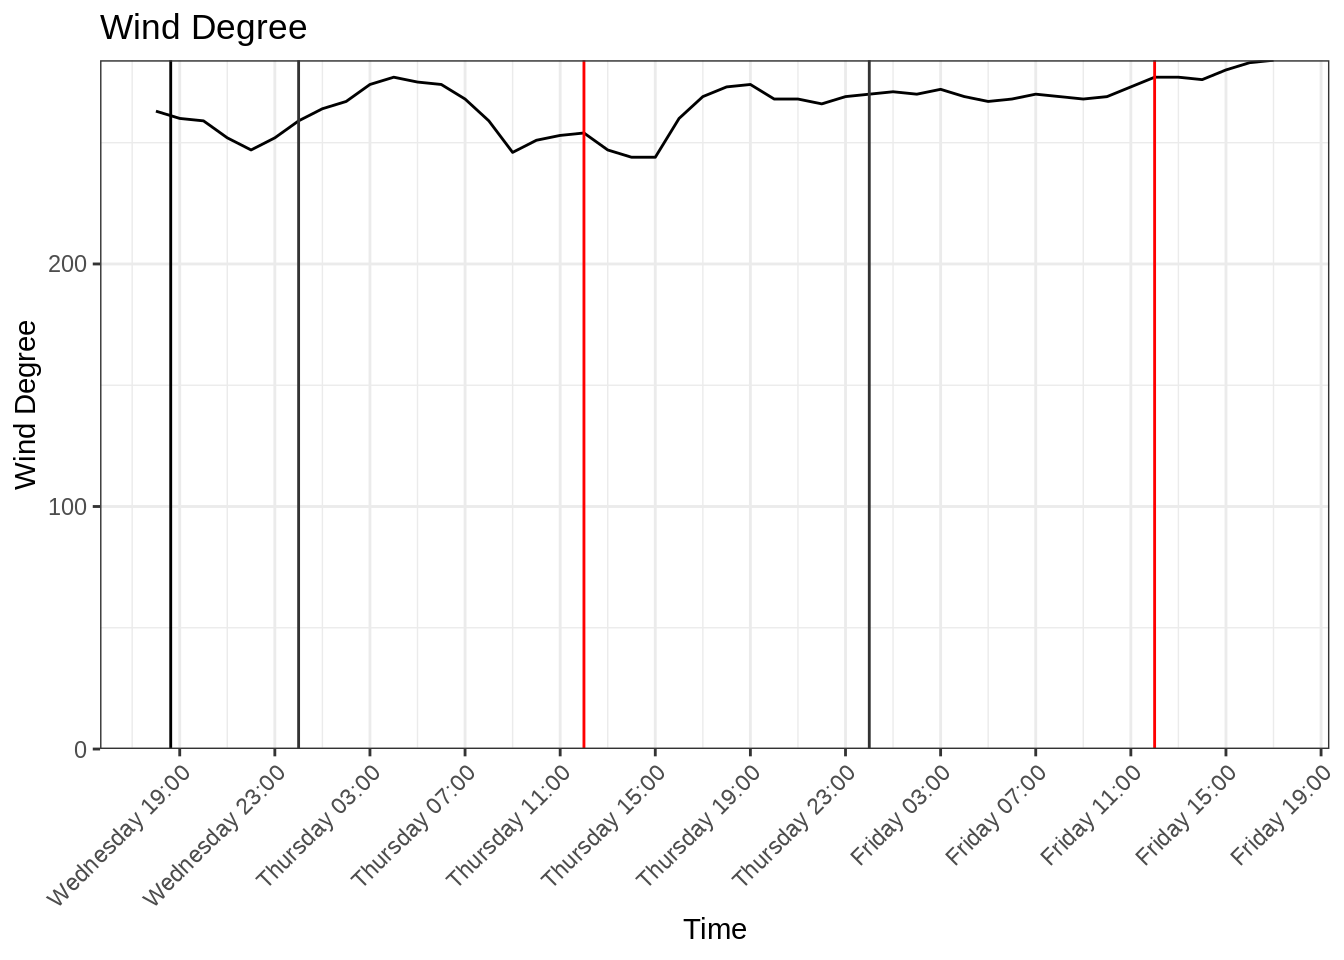 Wind Degree
Wind Degree
200
100
0
Wednesday 19:00
Wednesday 23:00
Thursday 03:00
Thursday 07:00
Thursday 11:00
Thursday 15:00
Thursday 19:00
Thursday 23:00
Friday 03:00
Friday 07:00
Friday 11:00
Friday 15:00
Friday 19:00
Time